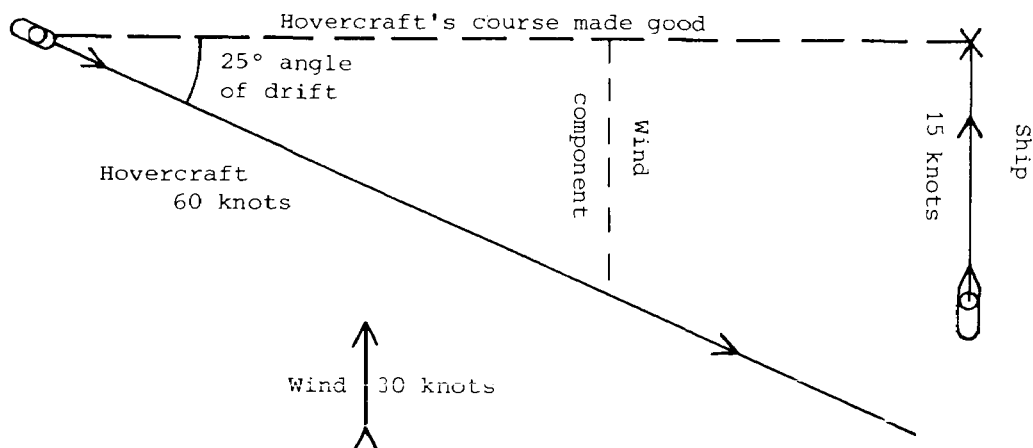 Hovercraft's course made good
25° angle
of drift
Wind
component
Hovercraft
60 knots
Ship
15 knots
Wind 30 knots